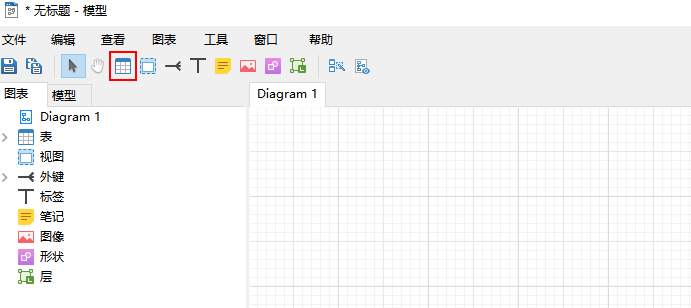 * 无标题 - 模型
文件 编辑 查看 图表 工具 窗口 帮助
图表 模型
Diagram 1
Diagram 1
表
视图
外键
标签
笔记
图像
形状
层